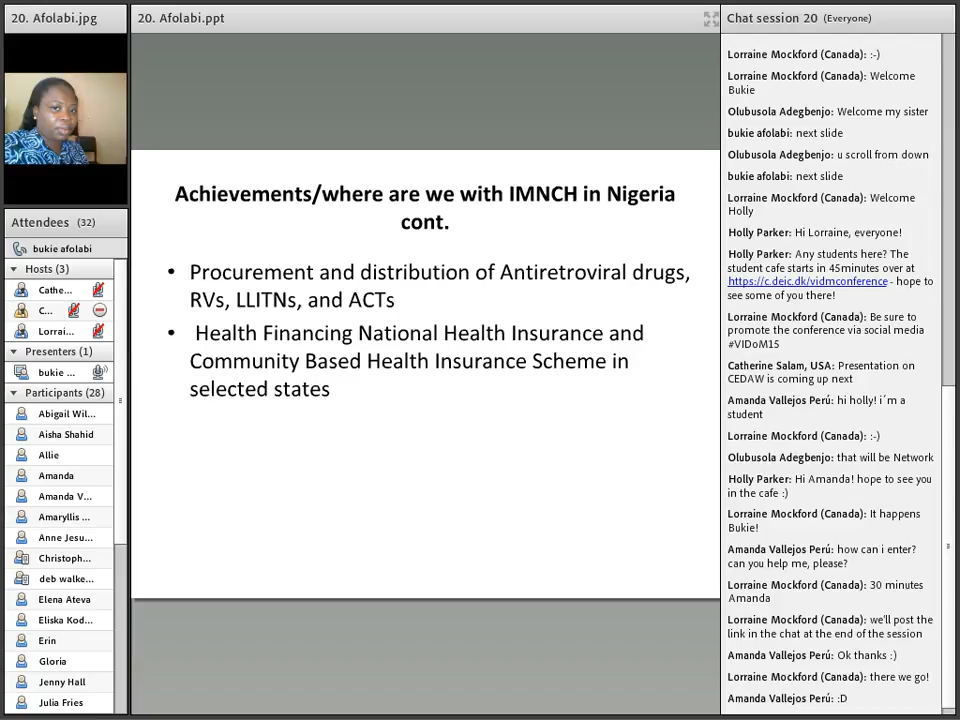 20. Afolabi.jpg
Attendees (32)
bukie afolabi
Hosts (3)
Cathe...
C...
Lorrai...
Presenters (1)
bukie ...
Participants (28)
Abigail Wil...
Aisha Shahid
Allie
Amanda
Amanda V...
Amaryllis ...
Anne Jesu...
Christoph...
deb walke...
Elena Ateva
Eliska Kod...
Erin
Gloria
Jenny Hall
Julia Fries
20. Afolabi.ppt
Achievements/where are we with IMNCH in Nigeria
cont.
• Procurement and distribution of Antiretroviral drugs,
RVs, LLITNs, and ACTs
• Health Financing National Health Insurance and
Community Based Health Insurance Scheme in
selected states
Chat session 20 (Everyone)
Lorraine Mockford (Canada): :-)
Lorraine Mockford (Canada): Welcome
Bukie
Olubusola Adegbenjo: Welcome my sister
bukie afolabi: next slide
Olubusola Adegbenjo: u scroll from down
bukie afolabi: next slide
Lorraine Mockford (Canada): Welcome
Holly
Holly Parker: Hi Lorraine, everyone!
Holly Parker: Any students here? The
student cafe starts in 45minutes over at
https://c.deic.dk/vidmconference - hope to
see some of you there!
Lorraine Mockford (Canada): Be sure to
promote the conference via social media
#VIDoM15
Catherine Salam, USA: Presentation on
CEDAW is coming up next
Amanda Vallejos Perú: hi holly! i´m a
student
Lorraine Mockford (Canada): :-)
Olubusola Adegbenjo: that will be Network
Holly Parker: Hi Amanda! hope to see you
in the cafe :)
Lorraine Mockford (Canada): It happens
Bukie!
Amanda Vallejos Perú: how can i enter?
can you help me, please?
Lorraine Mockford (Canada): 30 minutes
Amanda
Lorraine Mockford (Canada): we'll post the
link in the chat at the end of the session
Amanda Vallejos Perú: Ok thanks :)
Lorraine Mockford (Canada): there we go!
Amanda Vallejos Perú: :D